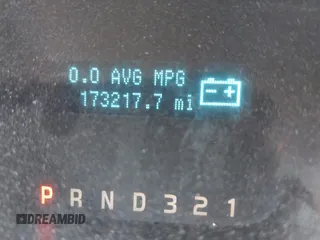 0.0 AVG MPG
173217.7 mi
P R N D 3 2 1
DREAMBID